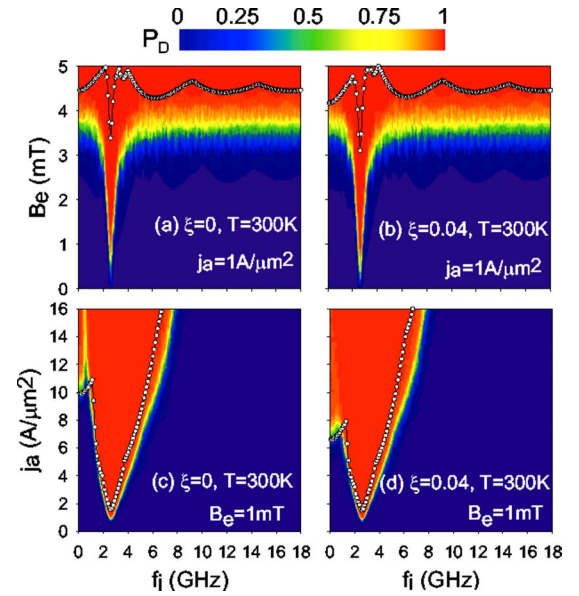 P_D 0 0.25 0.5 0.75 1
5
4
3
2
1
0
B_e (mT)
(a) ξ=0, T=300K
j_a=1A/μm2
(b) ξ=0.04, T=300K
j_a=1A/μm2
16
14
12
10
8
6
4
2
0
j_a (A/μm2)
(c) ξ=0, T=300K
B_e=1mT
(d) ξ=0.04, T=300K
B_e=1mT
0 2 4 6 8 10 12 14 16 18
0 2 4 6 8 10 12 14 16 18
f_j (GHz)
f_j (GHz)